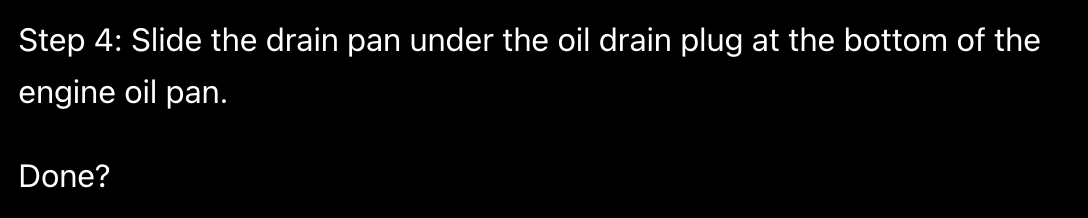 Step 4: Slide the drain pan under the oil drain plug at the bottom of the
engine oil pan.
Done?